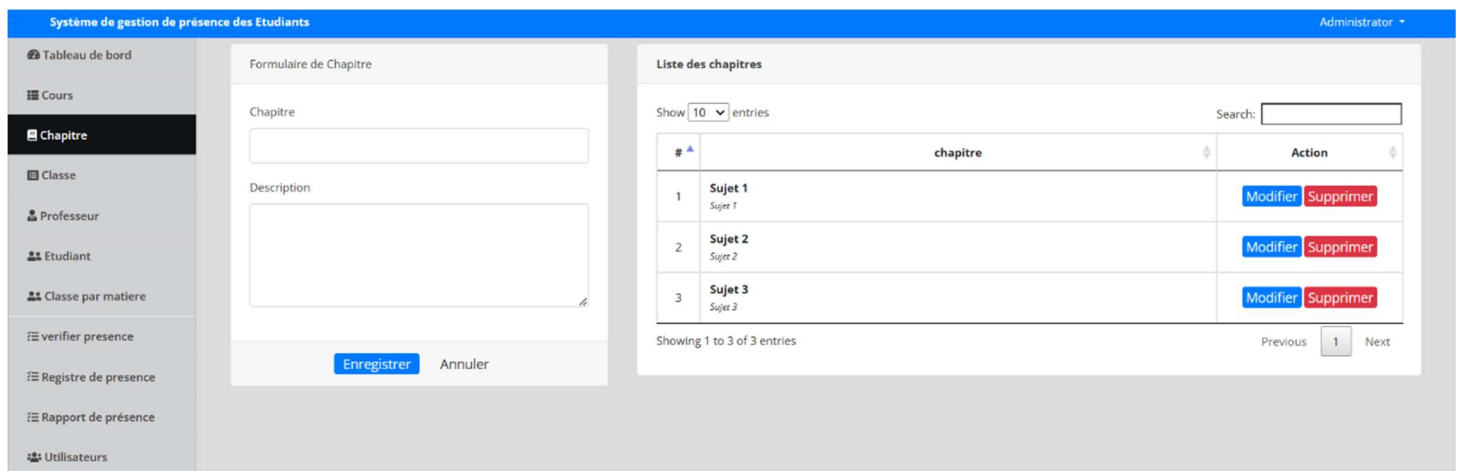 Système de gestion de présence des Etudiants
Administrator
Tableau de bord
Cours
Chapitre
Classe
Professeur
Etudiant
Classe par matiere
verifier presence
Registre de presence
Rapport de présence
Utilisateurs
Formulaire de Chapitre
Chapitre
Description
Enregistrer Annuler
Liste des chapitres
Show 10 entries Search:
# chapitre Action
1 Sujet 1 Modifier Supprimer
Sujet 1
2 Sujet 2 Modifier Supprimer
Sujet 2
3 Sujet 3 Modifier Supprimer
Sujet 3
Showing 1 to 3 of 3 entries Previous 1 Next